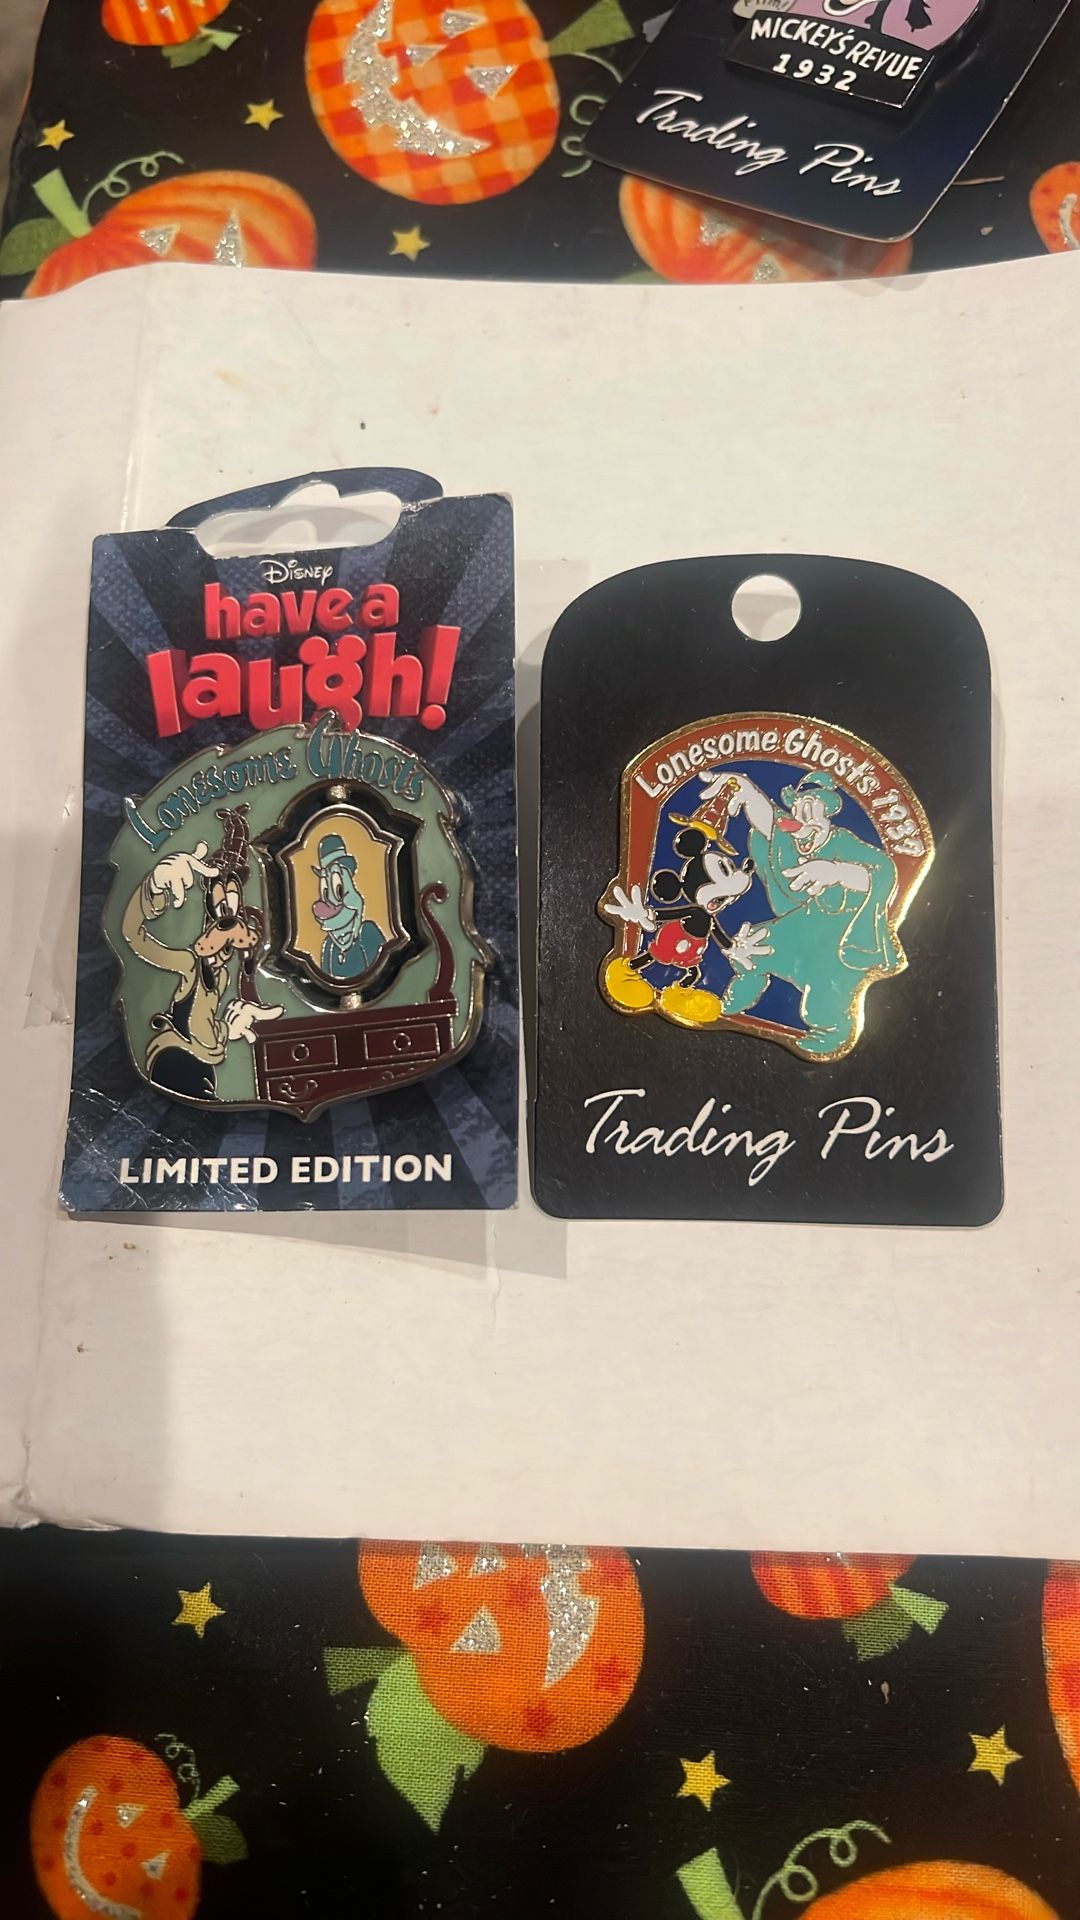 MICKEY'S REVUE
1932
Trading Pins
Disney
have a
laugh!
Lonesome Ghosts
LIMITED EDITION
Lonesome Ghosts 1937
Trading Pins